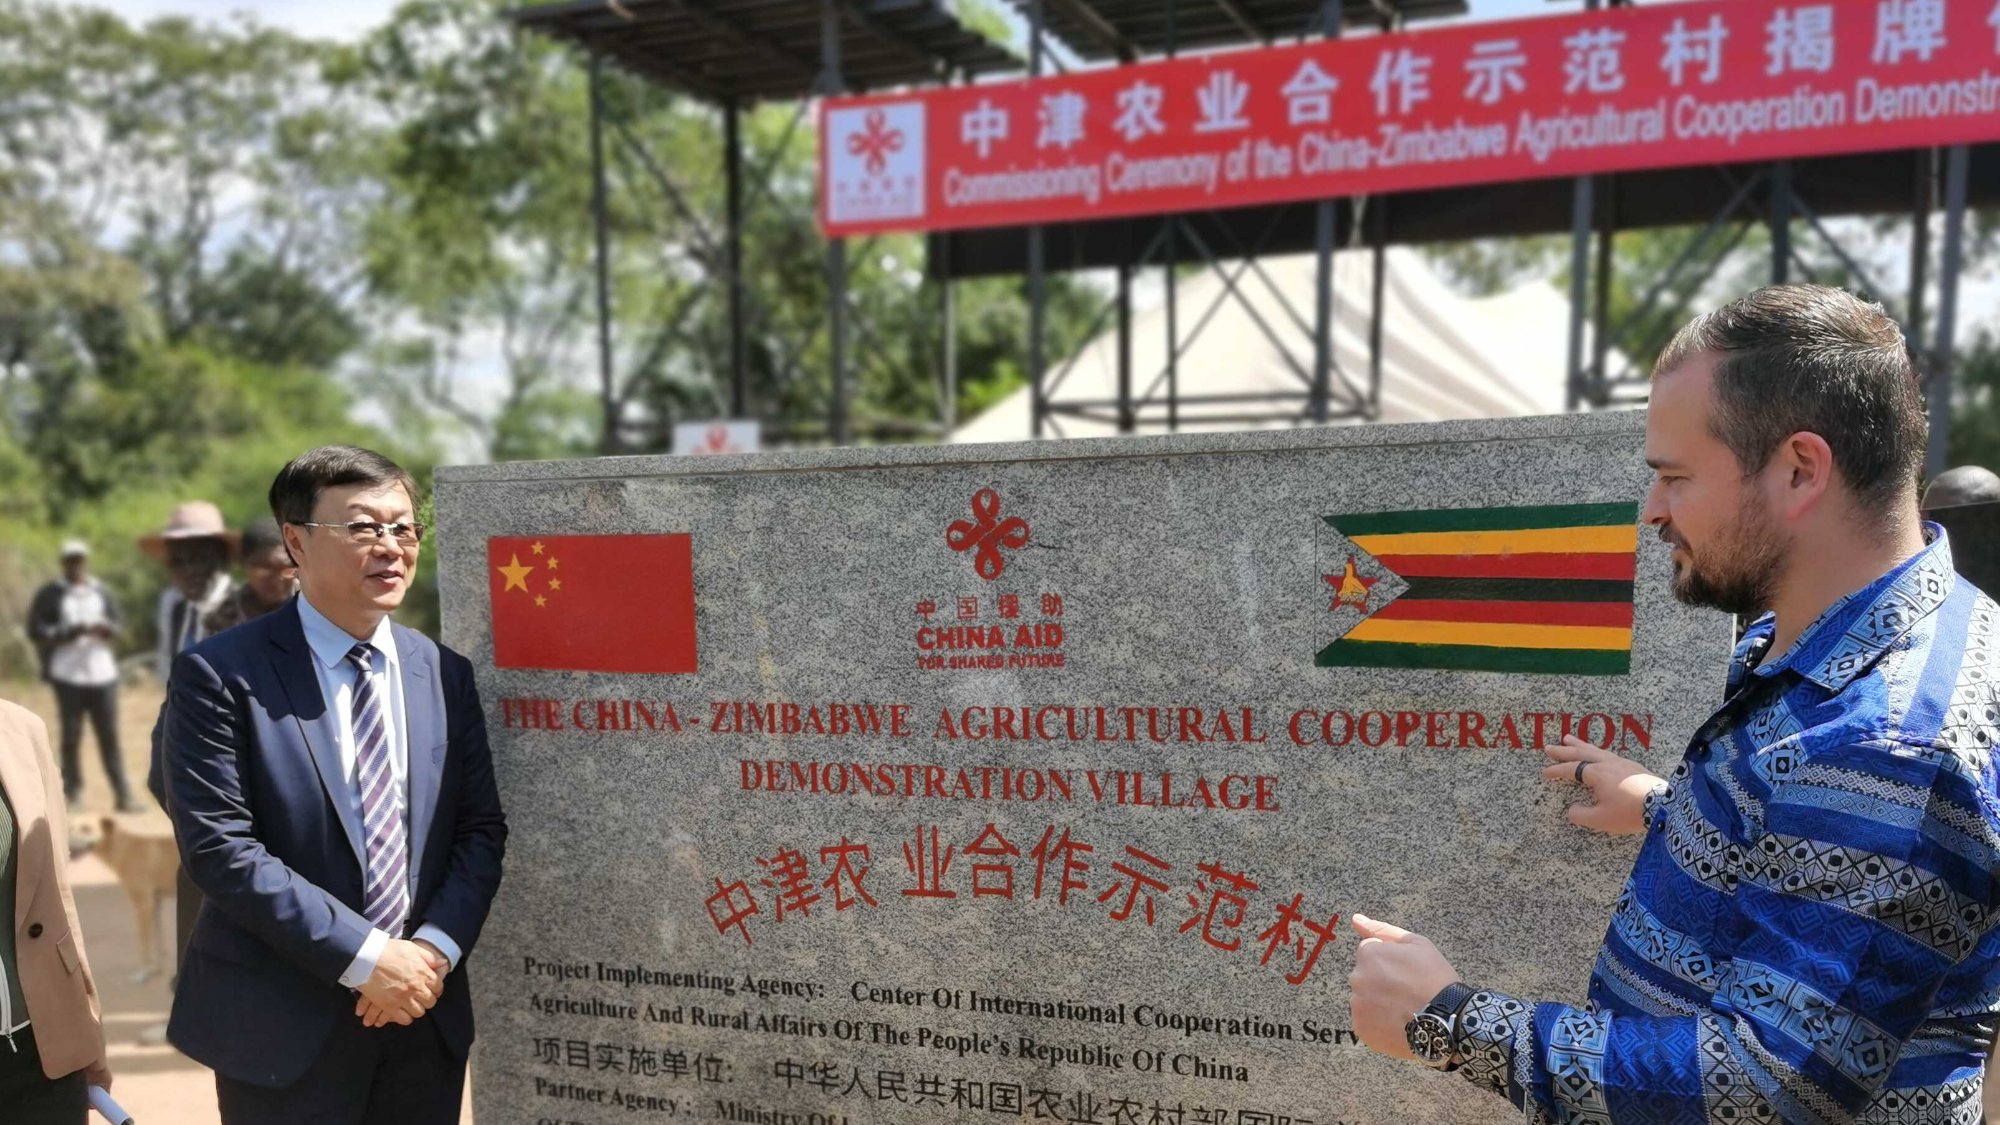 中津农业合作示范村揭牌
Commissioning Ceremony of the China-Zimbabwe Agricultural Cooperation
CHINA AID
中国援助
CHINA AID
FOR SHARED FUTURE
THE CHINA - ZIMBABWE AGRICULTURAL COOPERATION
DEMONSTRATION VILLAGE
中津农业合作示范村
Project Implementing Agency: Center Of International Cooperation
Agriculture And Rural Affairs Of The People's Republic Of China
项目实施单位: 中华人民共和国农业农村部国际
Partner Agency: Ministry Of